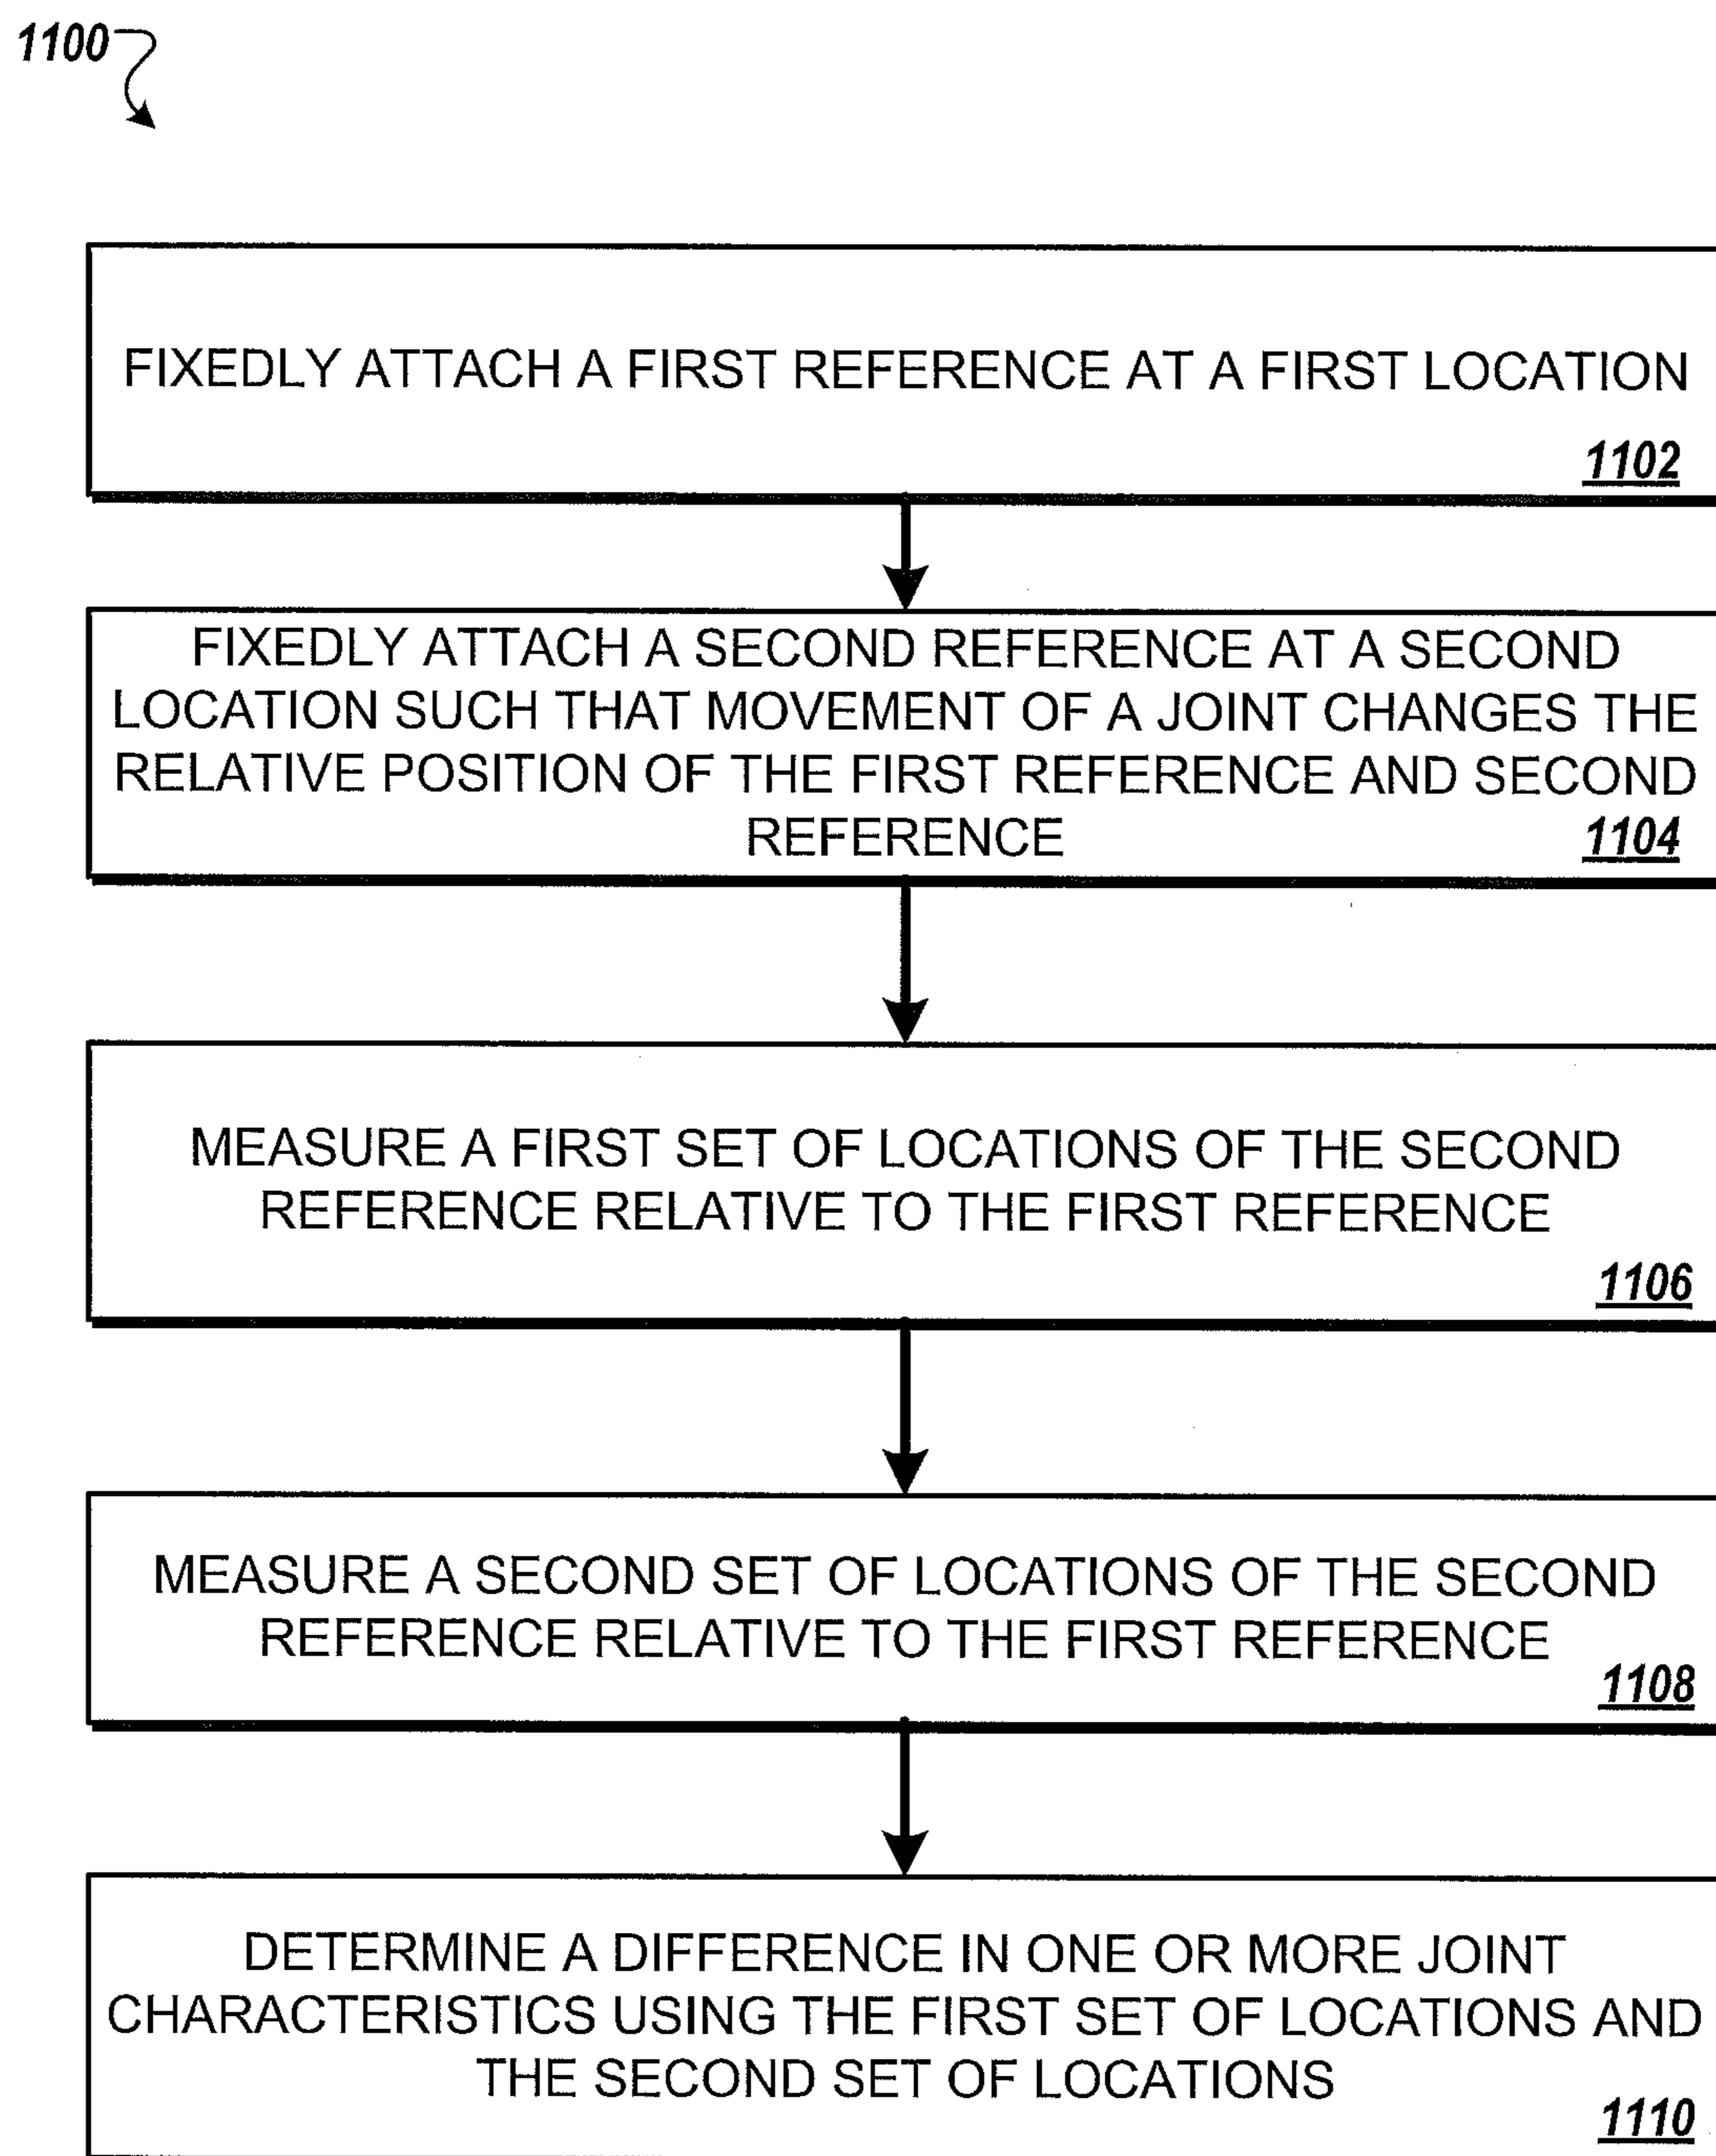 1100
FIXEDLY ATTACH A FIRST REFERENCE AT A FIRST LOCATION
1102
FIXEDLY ATTACH A SECOND REFERENCE AT A SECOND
LOCATION SUCH THAT MOVEMENT OF A JOINT CHANGES THE
RELATIVE POSITION OF THE FIRST REFERENCE AND SECOND
REFERENCE
1104
MEASURE A FIRST SET OF LOCATIONS OF THE SECOND
REFERENCE RELATIVE TO THE FIRST REFERENCE
1106
MEASURE A SECOND SET OF LOCATIONS OF THE SECOND
REFERENCE RELATIVE TO THE FIRST REFERENCE
1108
DETERMINE A DIFFERENCE IN ONE OR MORE JOINT
CHARACTERISTICS USING THE FIRST SET OF LOCATIONS AND
THE SECOND SET OF LOCATIONS
1110